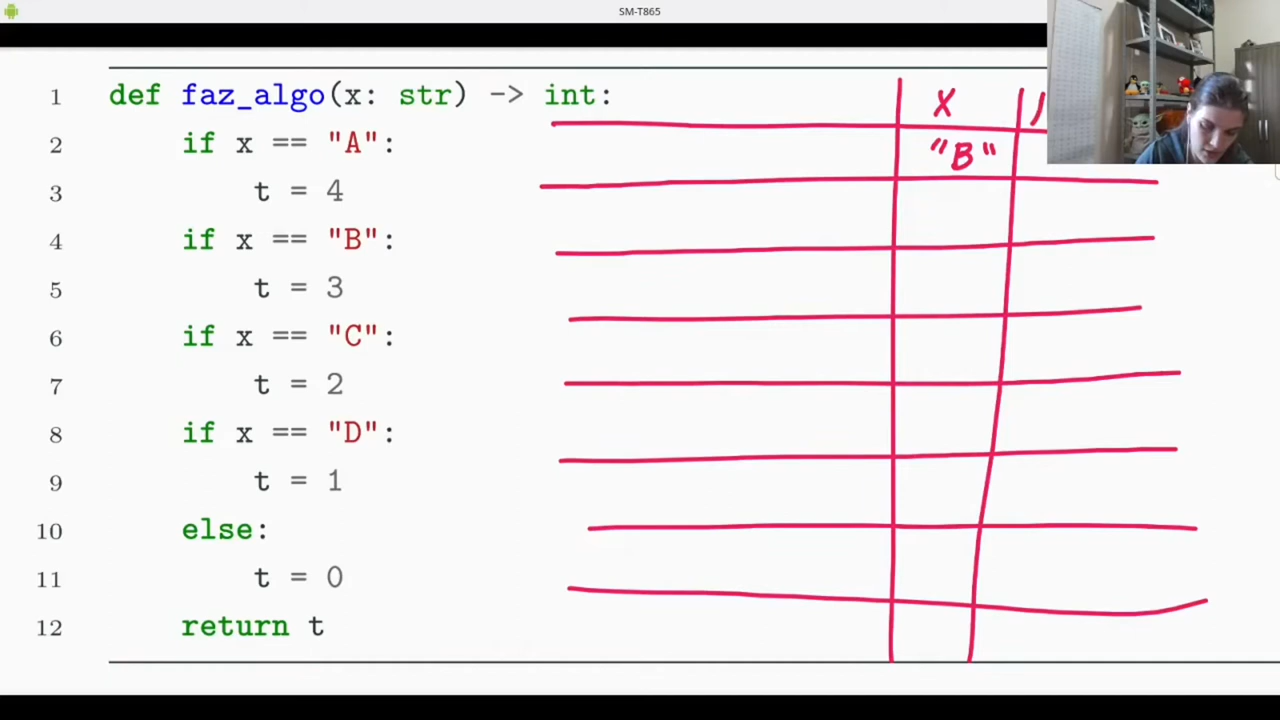 SM-T865
1 def faz_algo(x: str) -> int:
2 if x == "A":
3 t = 4
4 if x == "B":
5 t = 3
6 if x == "C":
7 t = 2
8 if x == "D":
9 t = 1
10 else:
11 t = 0
12 return t
X
"B"